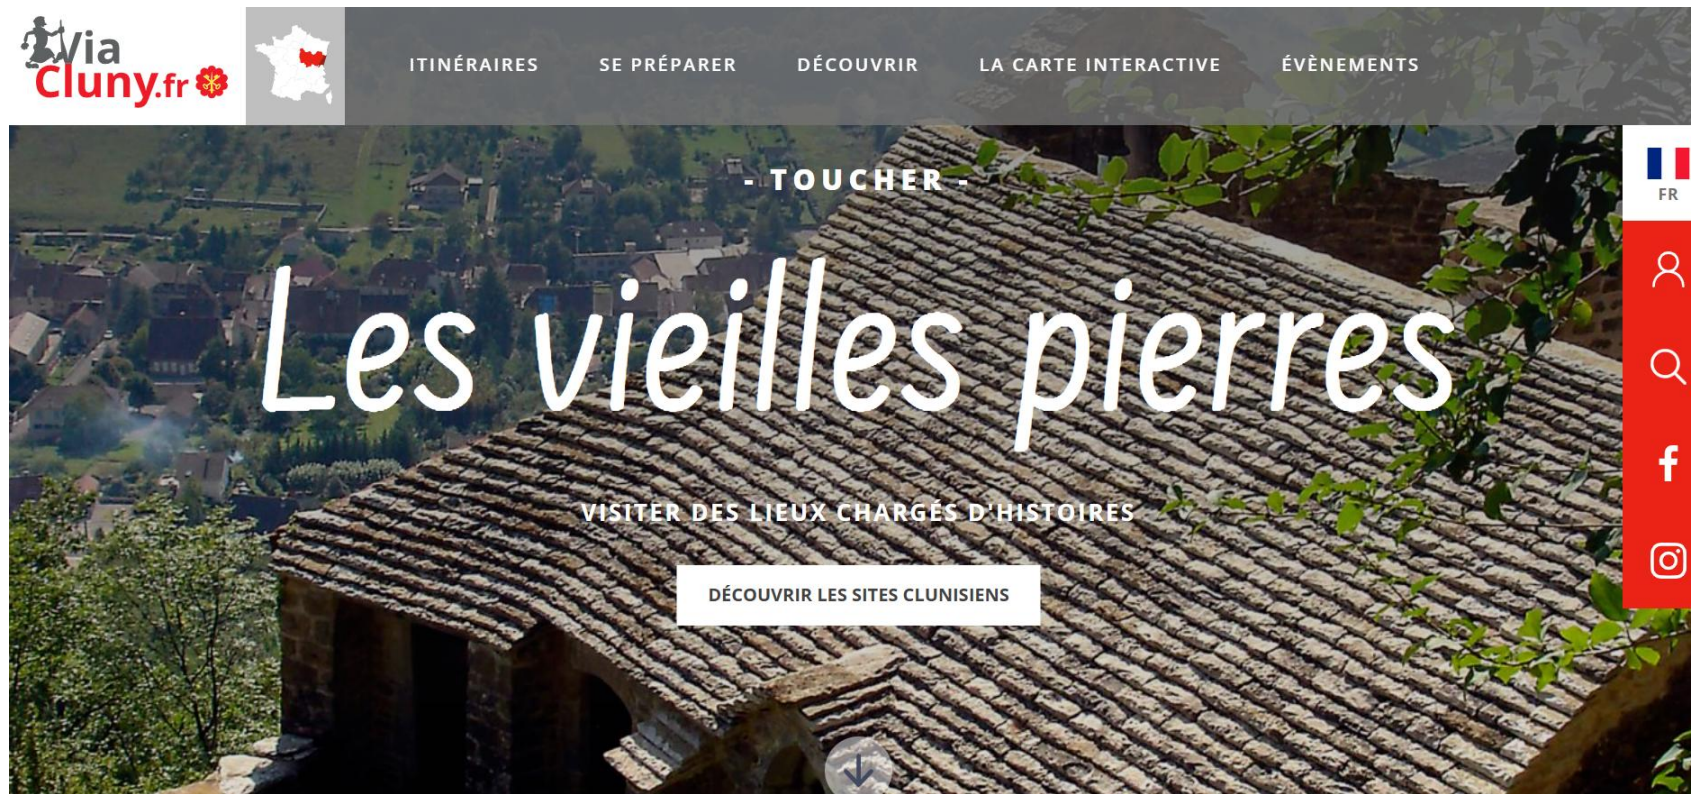 Via
Cluny.fr
ITINÉRAIRES
SE PRÉPARER
DÉCOUVRIR
LA CARTE INTERACTIVE
ÉVÈNEMENTS
FR
- TOUCHER -
Les vieilles pierres
VISITER DES LIEUX CHARGÉS D'HISTOIRES
DÉCOUVRIR LES SITES CLUNISIENS